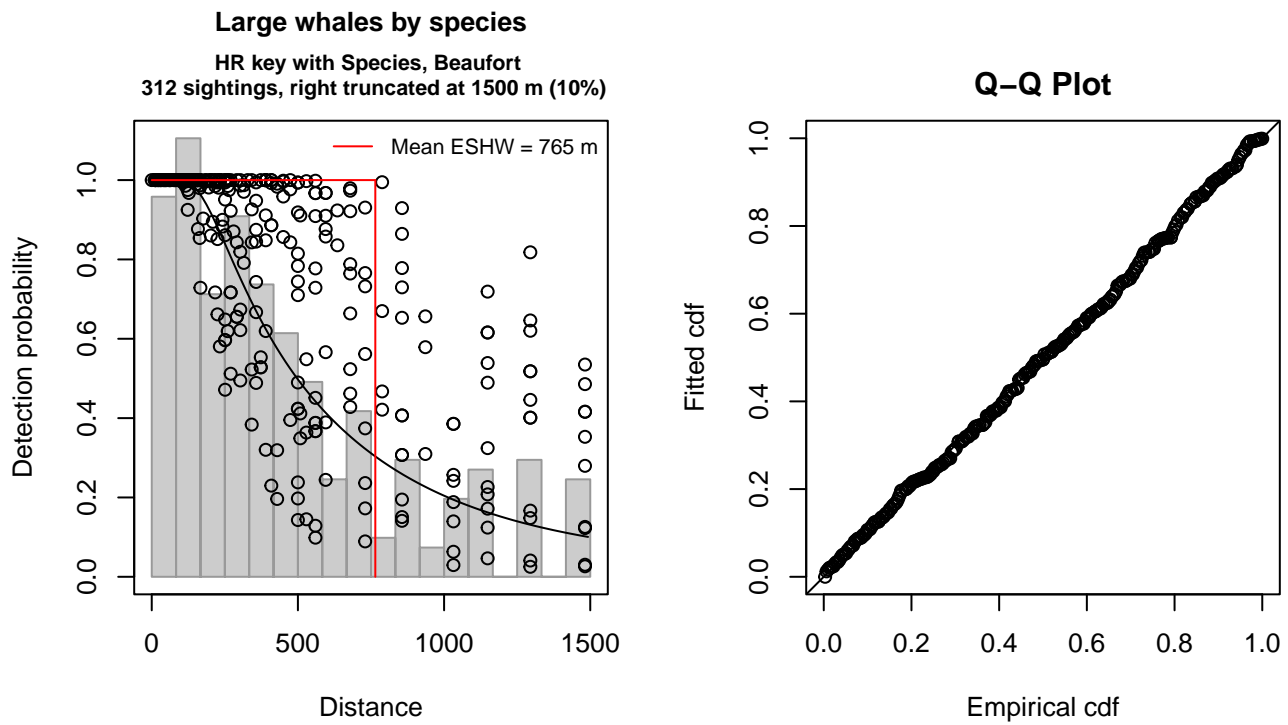 Large whales by species
HR key with Species, Beaufort
312 sightings, right truncated at 1500 m (10%)
Mean ESHW = 765 m
Detection probability
0.0 0.2 0.4 0.6 0.8 1.0
0 500 1000 1500
Distance
Q−Q Plot
Fitted cdf
0.0 0.2 0.4 0.6 0.8 1.0
0.0 0.2 0.4 0.6 0.8 1.0
Empirical cdf